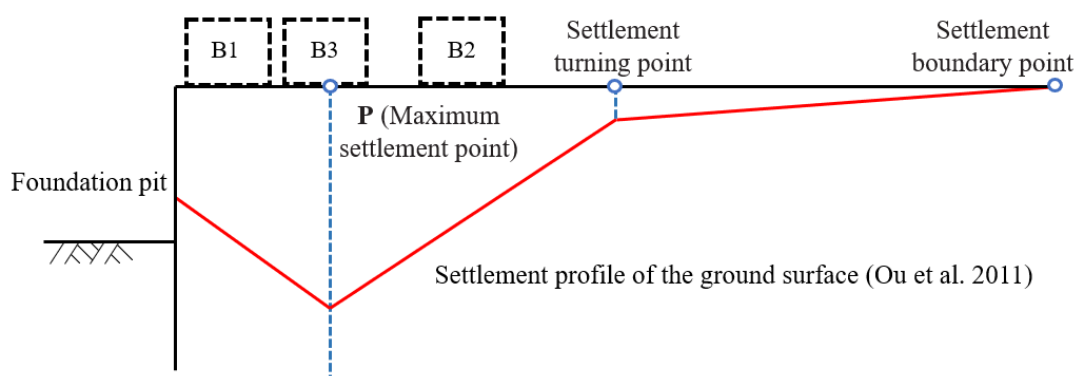 B1
B3
B2
Settlement
turning point
Settlement
boundary point
P (Maximum
settlement point)
Foundation pit
Settlement profile of the ground surface (Ou et al. 2011)